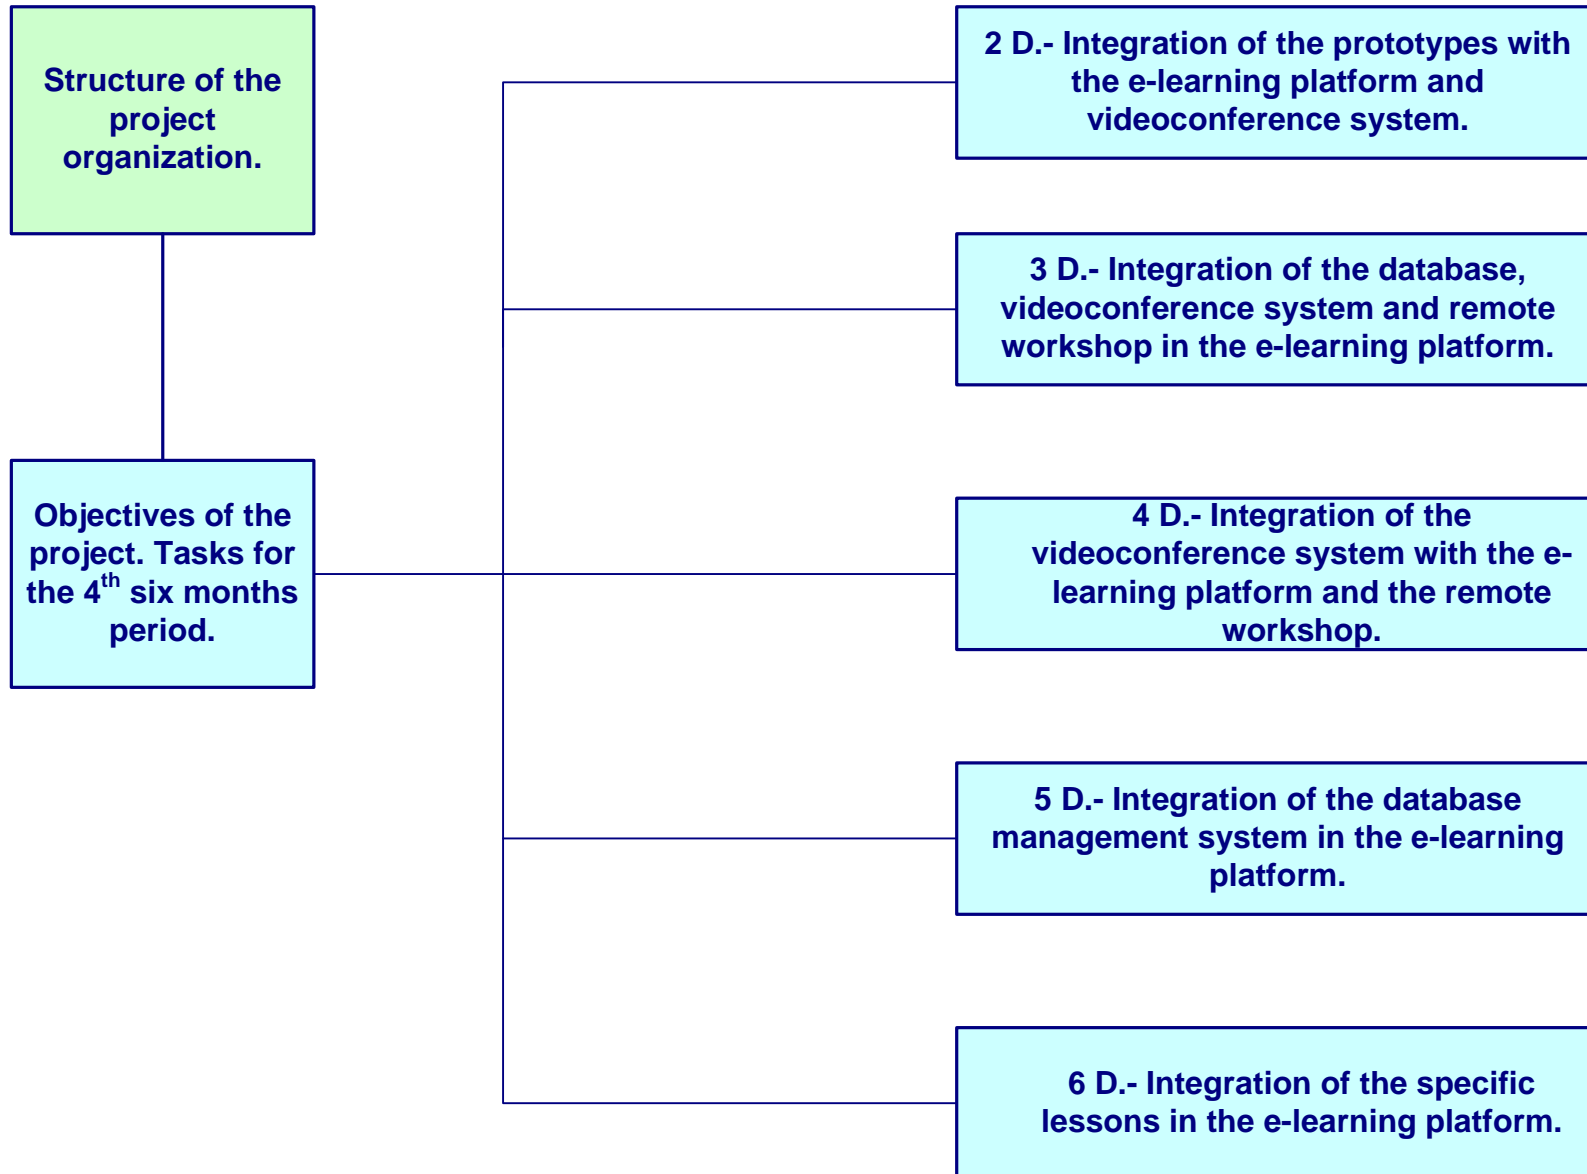 Structure of the
project
organization.
Objectives of the
project. Tasks for
the 4th six months
period.
2 D.- Integration of the prototypes with
the e-learning platform and
videoconference system.
3 D.- Integration of the database,
videoconference system and remote
workshop in the e-learning platform.
4 D.- Integration of the
videoconference system with the e-
learning platform and the remote
workshop.
5 D.- Integration of the database
management system in the e-learning
platform.
6 D.- Integration of the specific
lessons in the e-learning platform.